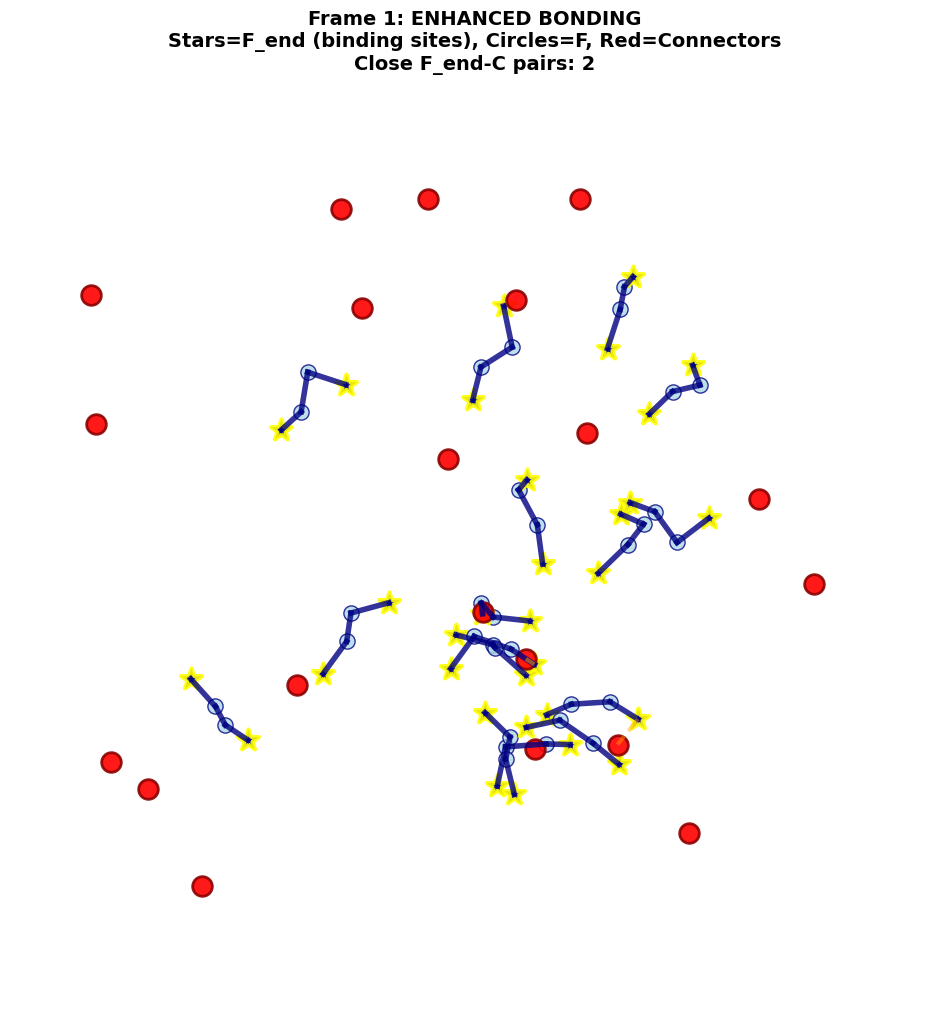 Frame 1: ENHANCED BONDING
Stars=F_end (binding sites), Circles=F, Red=Connectors
Close F_end-C pairs: 2